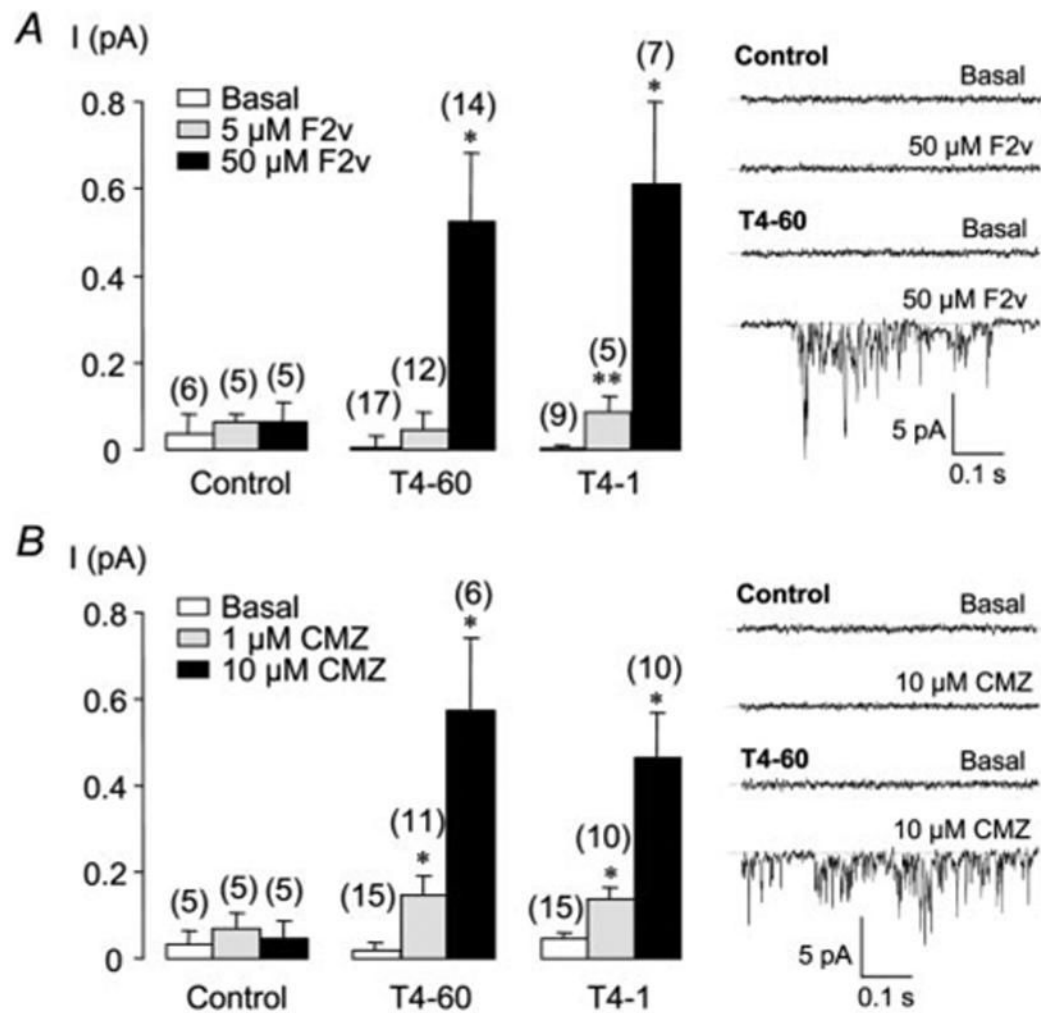 A
I (pA)
Basal
5 µM F2v
50 µM F2v
0.8
0.6
0.4
0.2
0
(6) (5) (5)
(17) (12) (14)
*
(9) (5) (7)
** *
Control T4-60 T4-1
Control
Basal
50 µM F2v
T4-60
Basal
50 µM F2v
5 pA
0.1 s
B
I (pA)
Basal
1 µM CMZ
10 µM CMZ
0.8
0.6
0.4
0.2
0
(5) (5) (5)
(15) (11) (6)
* *
(15) (10) (10)
* *
Control T4-60 T4-1
Control
Basal
10 µM CMZ
T4-60
Basal
10 µM CMZ
5 pA
0.1 s